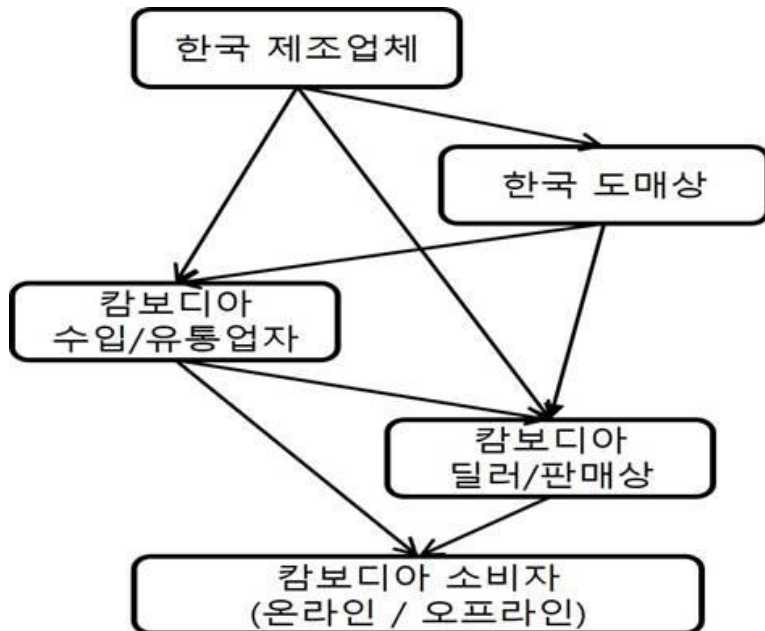 한국 제조업체
한국 도매상
캄보디아
수입/유통업자
캄보디아
딜러/판매상
캄보디아 소비자
(온라인 / 오프라인)